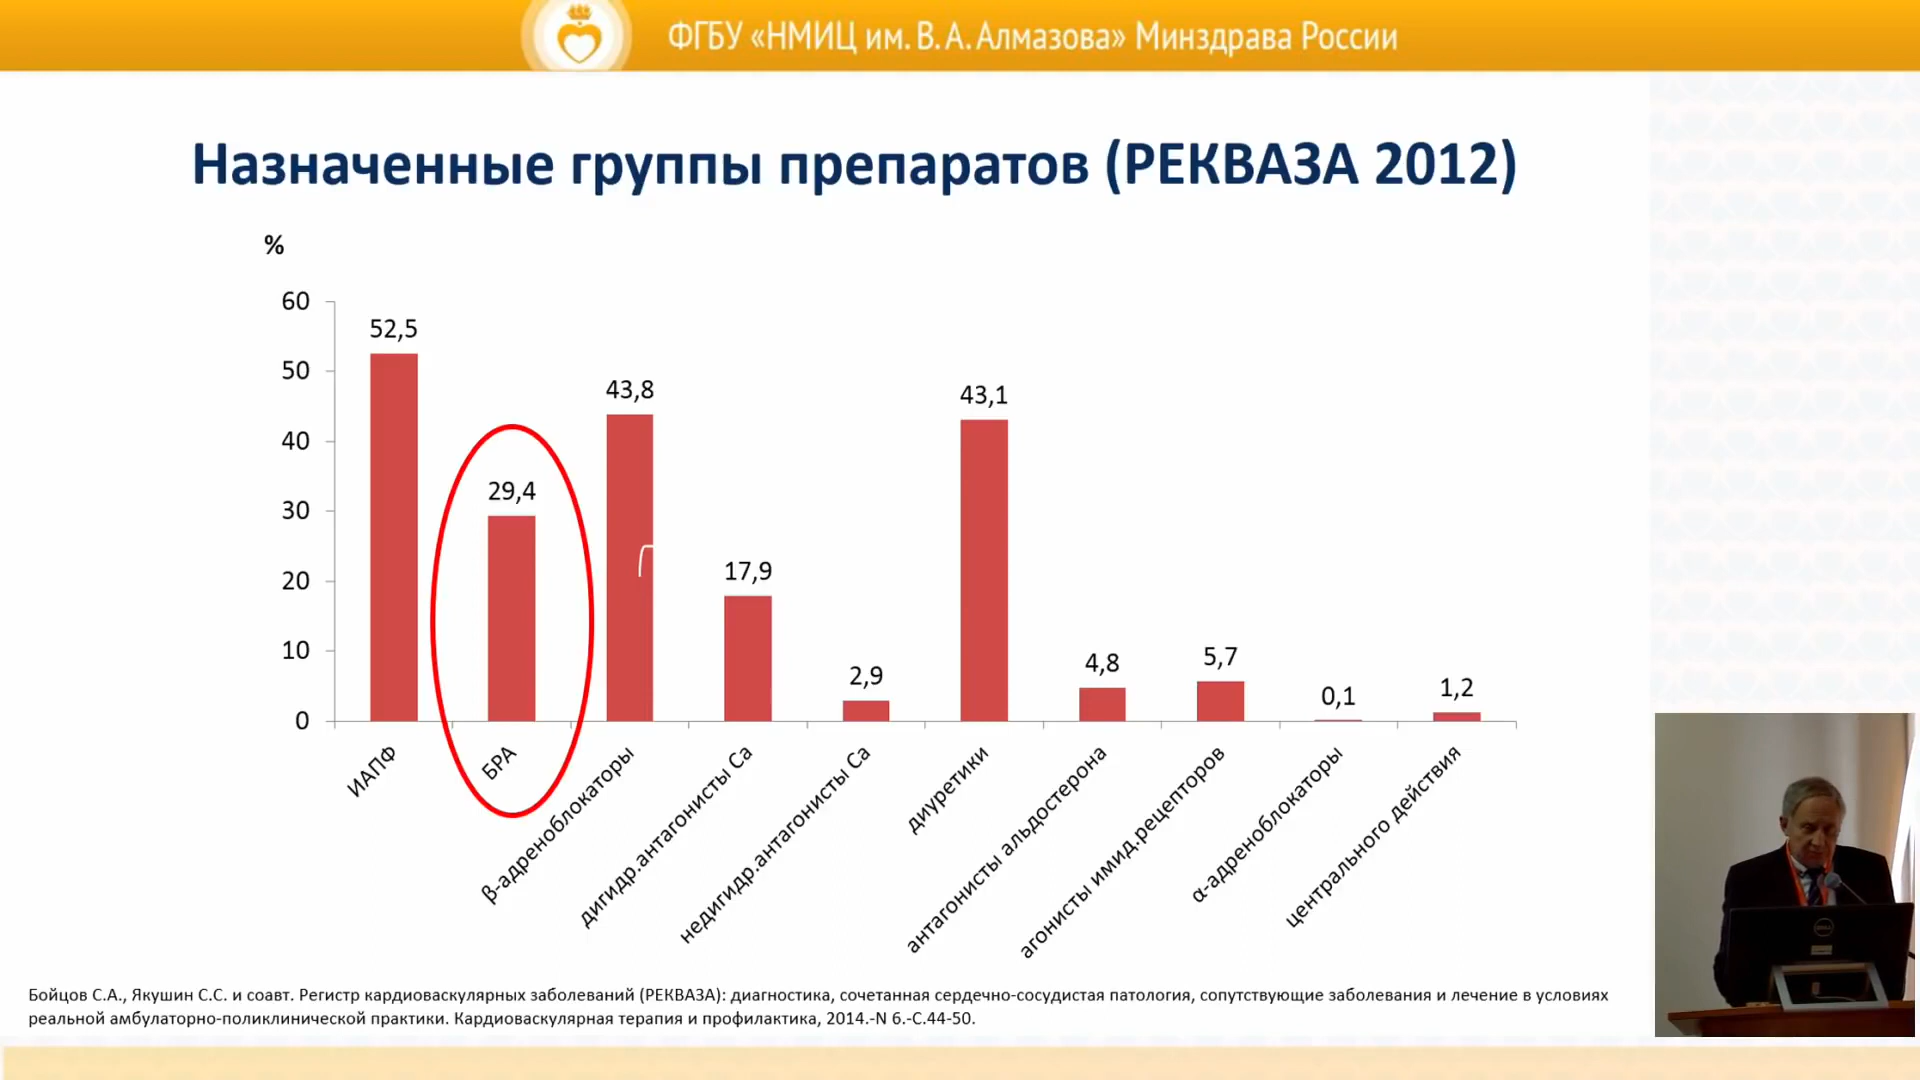 ФГБУ «НМИЦ им. В. А. Алмазова» Минздрава России
Назначенные группы препаратов (РЕКВАЗА 2012)
%
60
50
40
30
20
10
0
52,5
29,4
43,8
17,9
2,9
43,1
4,8
5,7
0,1
1,2
ИАПФ
БРА
β-адреноблокаторы
дигидр.антагонисты Са
недигидр.антагонисты Са
диуретики
антагонисты альдостерона
агонисты имид.рецепторов
α-адреноблокаторы
центрального действия
Бойцов С.А., Якушин С.С. и соавт. Регистр кардиоваскулярных заболеваний (РЕКВАЗА): диагностика, сочетанная сердечно-сосудистая патология, сопутствующие заболевания и лечение в условиях
реальной амбулаторно-поликлинической практики. Кардиоваскулярная терапия и профилактика, 2014.-N 6.-С.44-50.
DELL